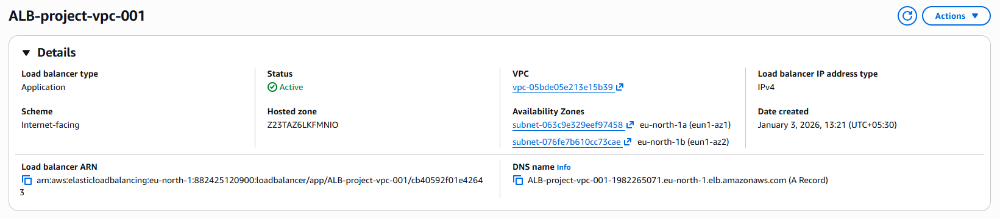 ALB-project-vpc-001
Actions
Details
Load balancer type
Application
Status
Active
VPC
vpc-05bde05e213e15b39
Load balancer IP address type
IPv4
Scheme
Internet-facing
Hosted zone
Z23TAZ6LKFMNIO
Availability Zones
subnet-063c9e329eef97458 eu-north-1a (eun1-az1)
subnet-076fe7b610cc73cae eu-north-1b (eun1-az2)
Date created
January 3, 2026, 13:21 (UTC+05:30)
Load balancer ARN
arn:aws:elasticloadbalancing:eu-north-1:882425120900:loadbalancer/app/ALB-project-vpc-001/cb40592f01e4264
3
DNS name Info
ALB-project-vpc-001-1982265071.eu-north-1.elb.amazonaws.com (A Record)